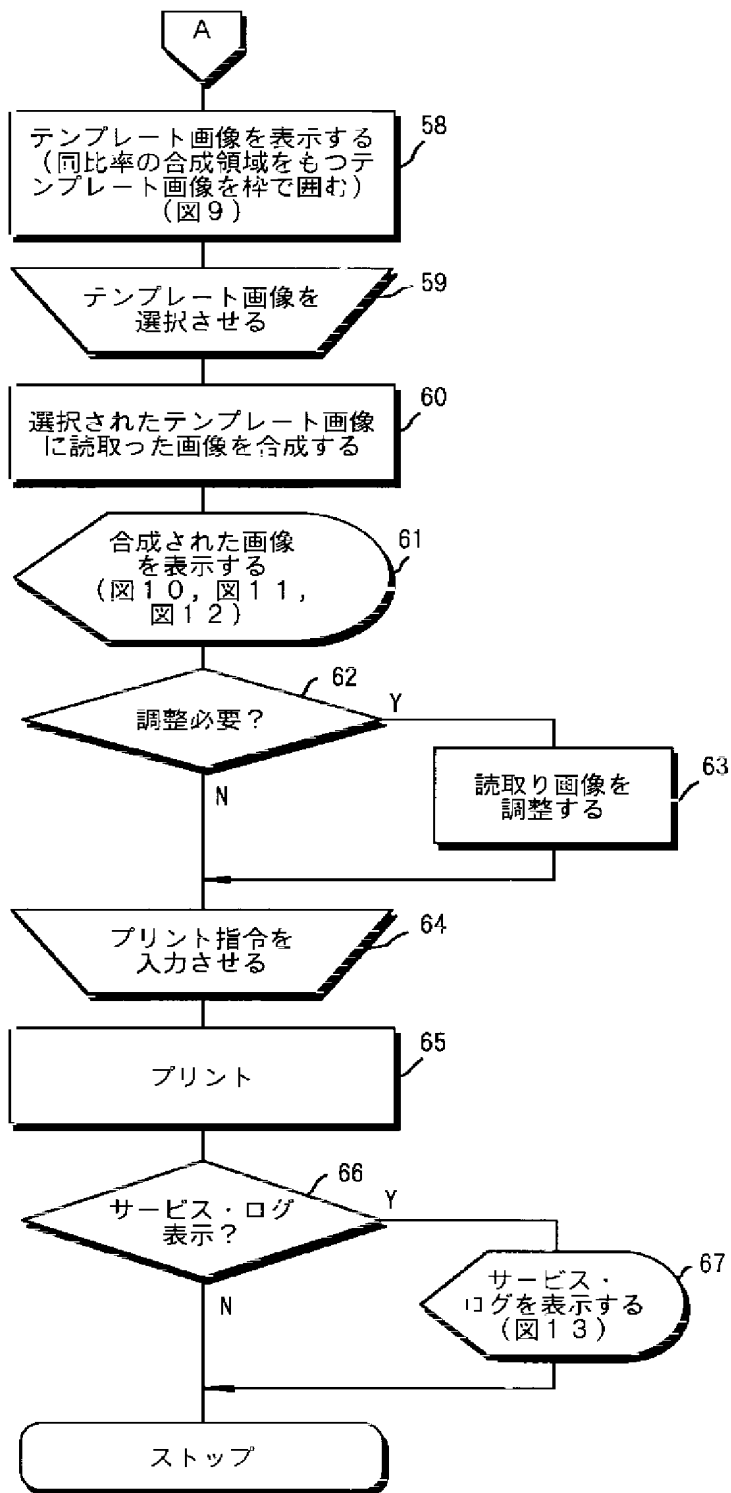 A
テンプレート画像を表示する
(同比率の合成領域をもつテ
ンプレート画像を枠で囲む)
(図9)
58
テンプレート画像を
選択させる
59
選択されたテンプレート画像
に読取った画像を合成する
60
合成された画像
を表示する
(図10,図11,
図12)
61
調整必要?
62
Y
N
読取り画像を
調整する
63
プリント指令を
入力させる
64
プリント
65
サービス・ログ
表示?
66
Y
N
サービス・
ログを表示する
(図13)
67
ストップ